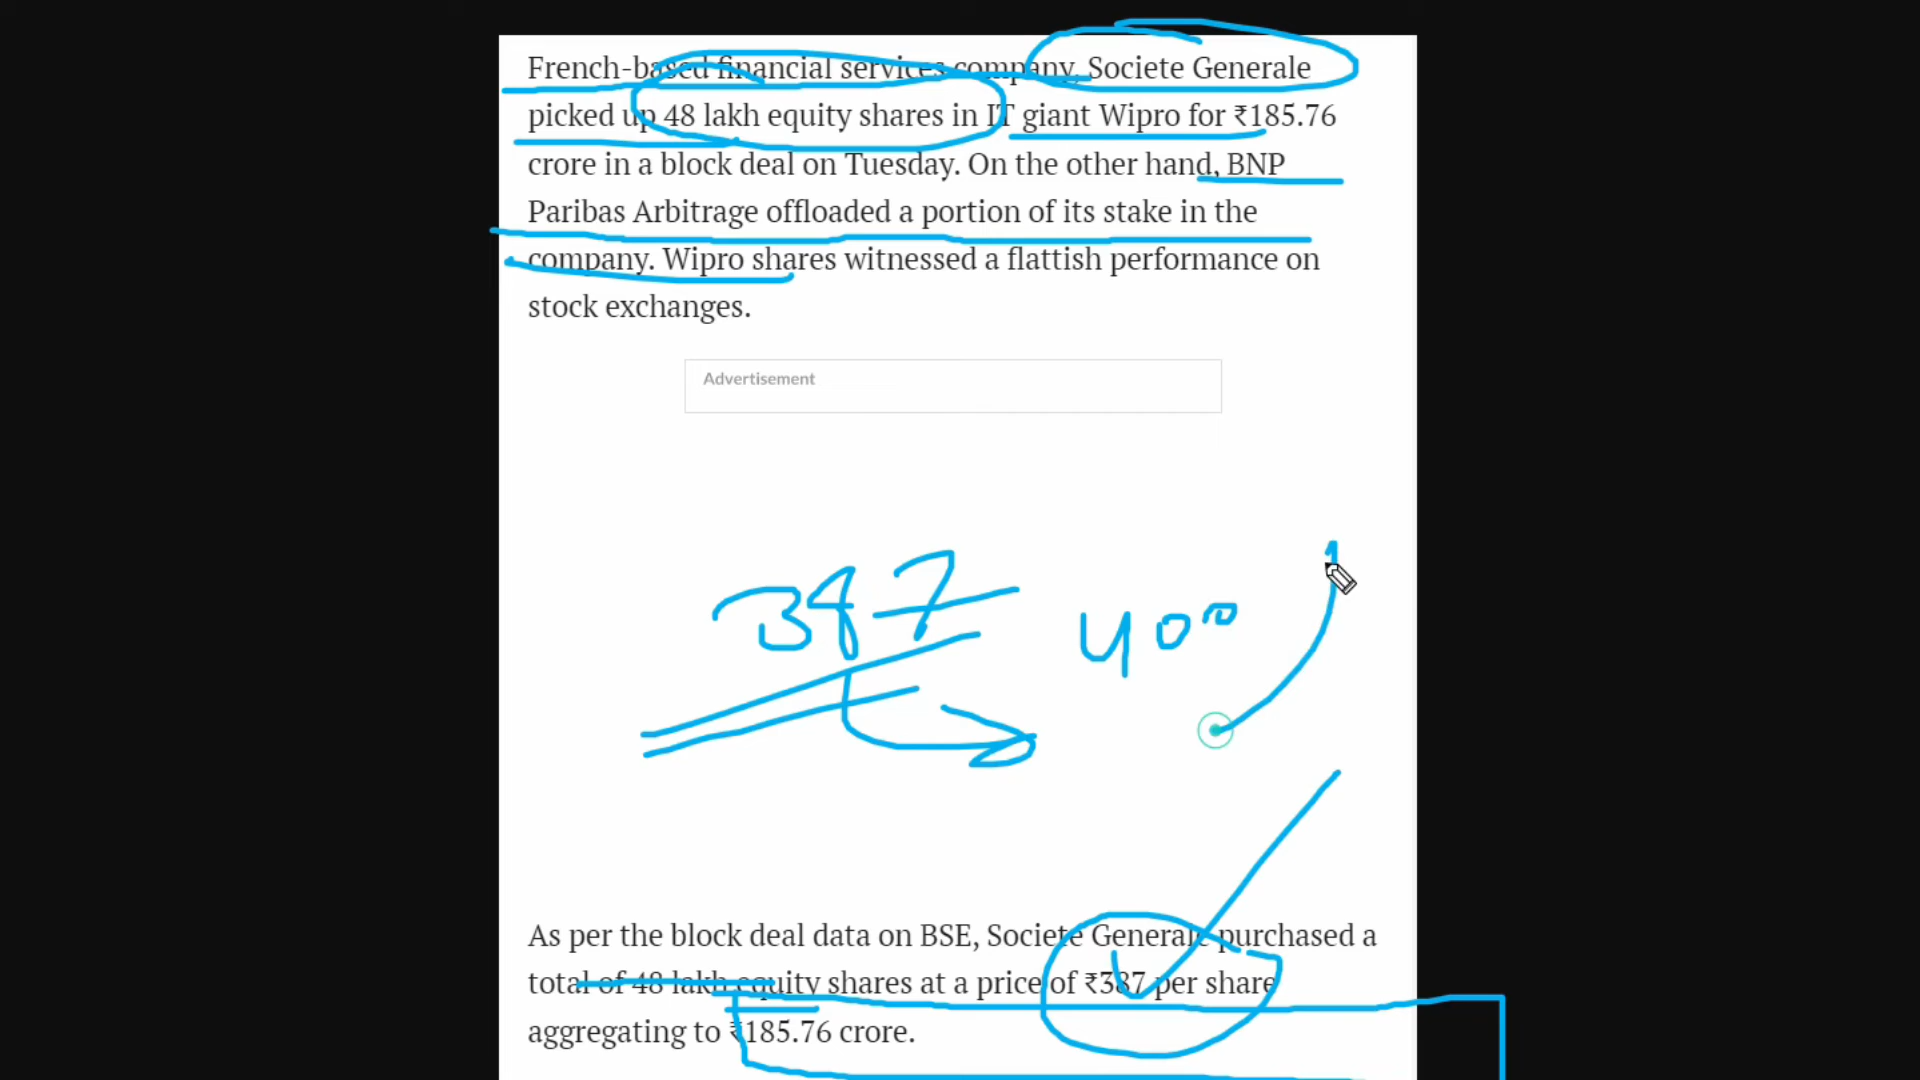 French-based financial services company, Societe Generale
picked up 48 lakh equity shares in IT giant Wipro for ₹185.76
crore in a block deal on Tuesday. On the other hand, BNP
Paribas Arbitrage offloaded a portion of its stake in the
company. Wipro shares witnessed a flattish performance on
stock exchanges.
Advertisement
387 400
As per the block deal data on BSE, Societe Generale purchased a
total of 48 lakh equity shares at a price of ₹387 per share
aggregating to ₹185.76 crore.